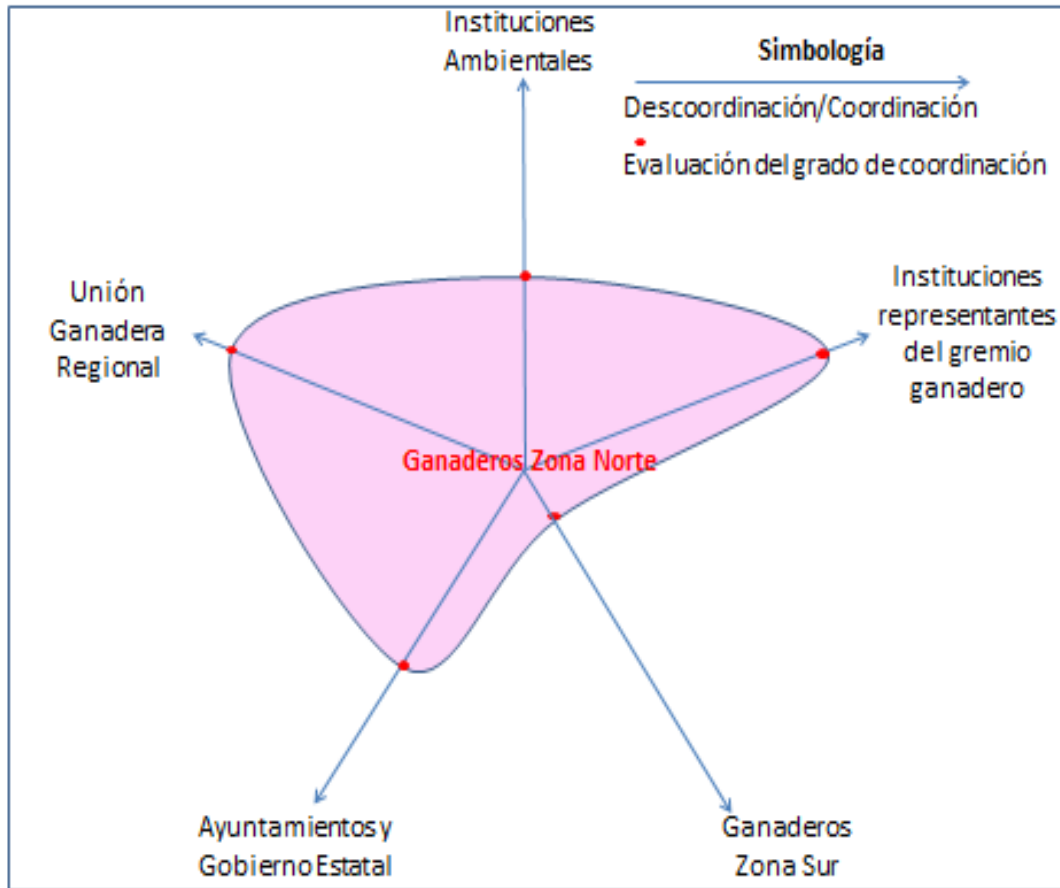 Instituciones
Ambientales
Simbología
Descoordinación/Coordinación
Evaluación del grado de coordinación
Unión
Ganadera
Regional
Instituciones
representantes
del gremio
ganadero
Ganaderos Zona Norte
Ayuntamientos y
Gobierno Estatal
Ganaderos
Zona Sur